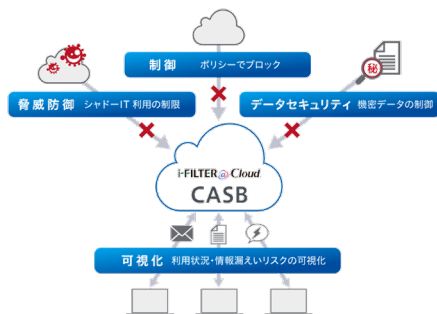 制御 ポリシーでブロック
秘
脅威防御 シャドーIT 利用の制限
データセキュリティ 機密データの制御
i-FILTER@Cloud
CASB
可視化 利用状況・情報漏えいリスクの可視化